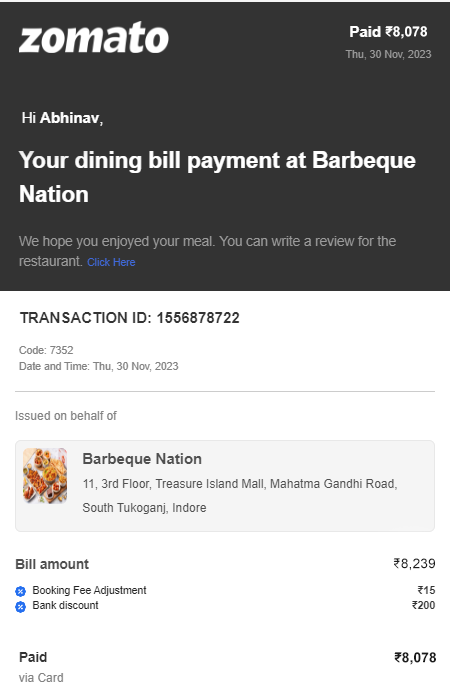 zomato
Paid ₹8,078
Thu, 30 Nov, 2023
Hi Abhinav,
Your dining bill payment at Barbeque
Nation
We hope you enjoyed your meal. You can write a review for the
restaurant. Click Here
TRANSACTION ID: 1556878722
Code: 7352
Date and Time: Thu, 30 Nov, 2023
Issued on behalf of
Barbeque Nation
11, 3rd Floor, Treasure Island Mall, Mahatma Gandhi Road,
South Tukoganj, Indore
Bill amount ₹8,239
Booking Fee Adjustment ₹15
Bank discount ₹200
Paid ₹8,078
via Card